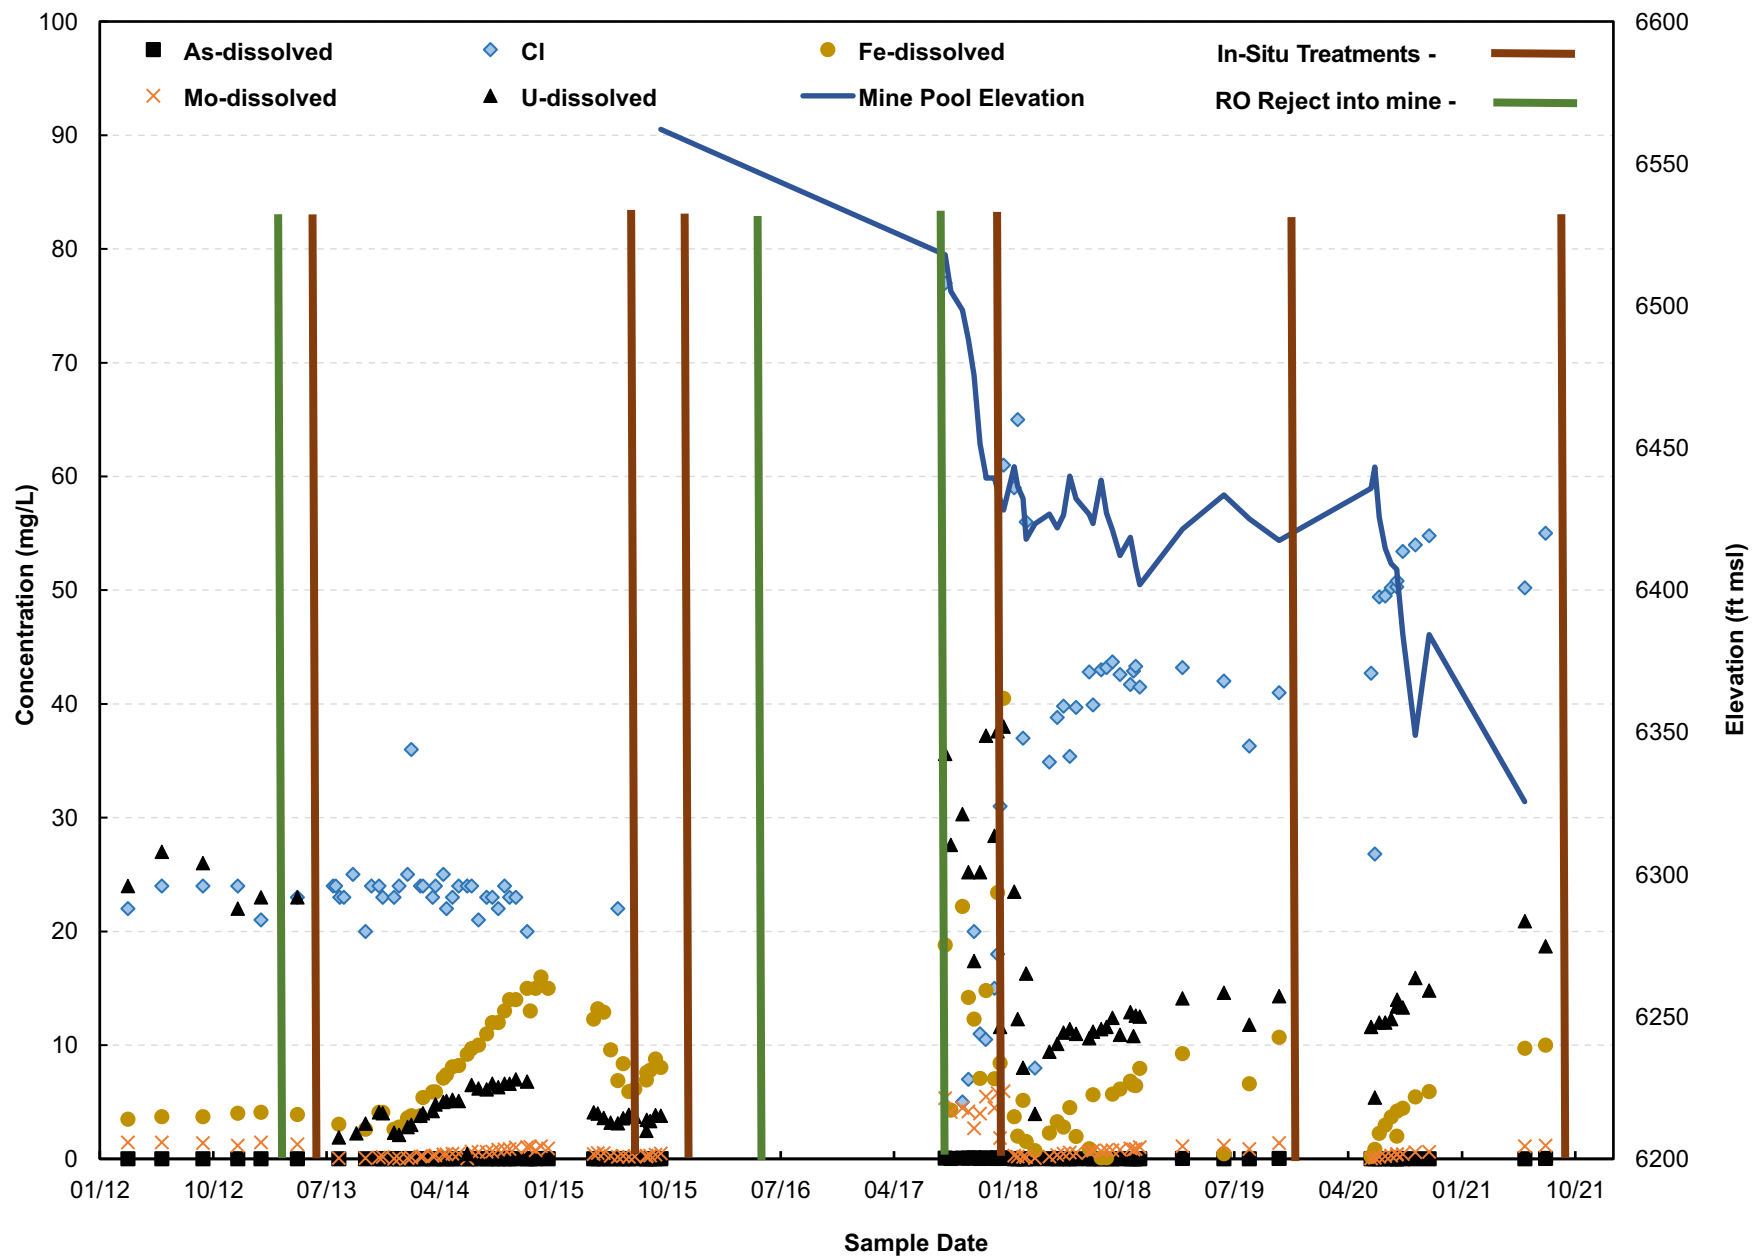 100
90
80
70
60
50
40
30
20
10
0
Concentration (mg/L)
As-dissolved
Cl
Fe-dissolved
In-Situ Treatments -
Mo-dissolved
U-dissolved
Mine Pool Elevation
RO Reject into mine -
6600
6550
6500
6450
6400
6350
6300
6250
6200
Elevation (ft msl)
01/12 10/12 07/13 04/14 01/15 10/15 07/16 04/17 01/18 10/18 07/19 04/20 01/21 10/21
Sample Date